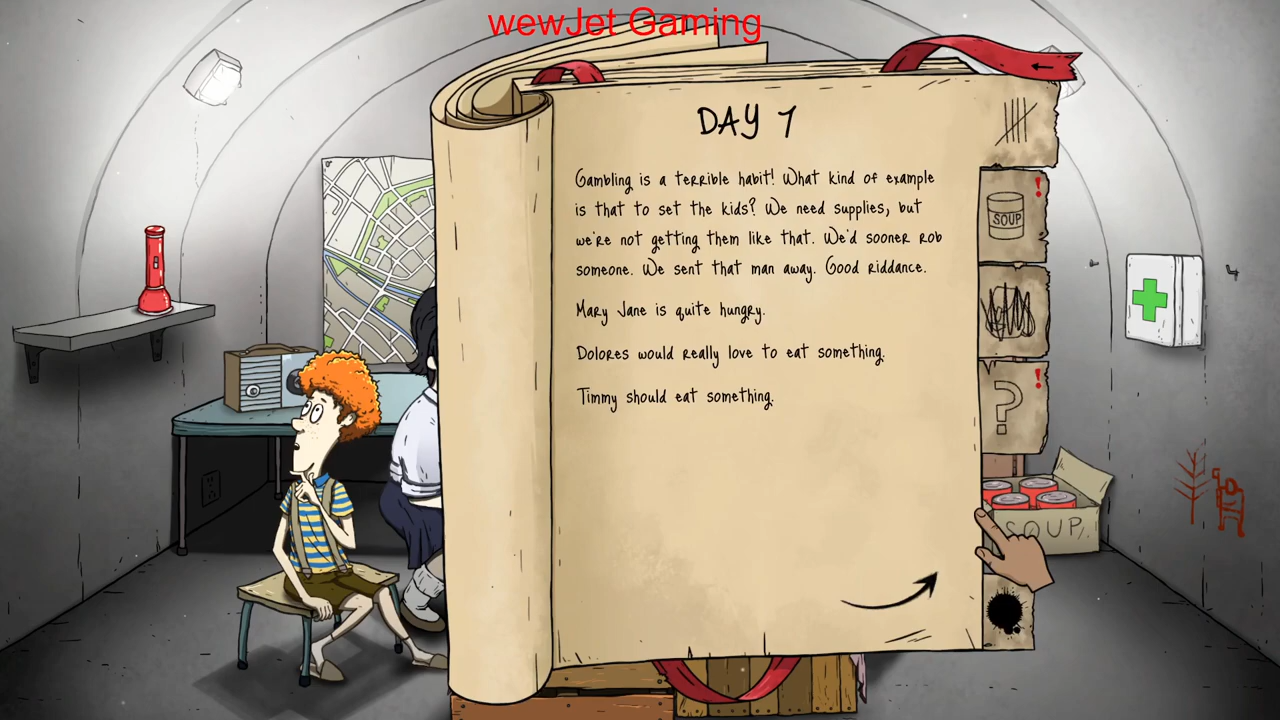 wewJet Gaming
DAY 7
Gambling is a terrible habit! What kind of example
is that to set the kids? We need supplies, but
we're not getting them like that. We'd sooner rob
someone. We sent that man away. Good riddance.
Mary Jane is quite hungry.
Dolores would really love to eat something.
Timmy should eat something.
!
SOUP
!
?
SOUP